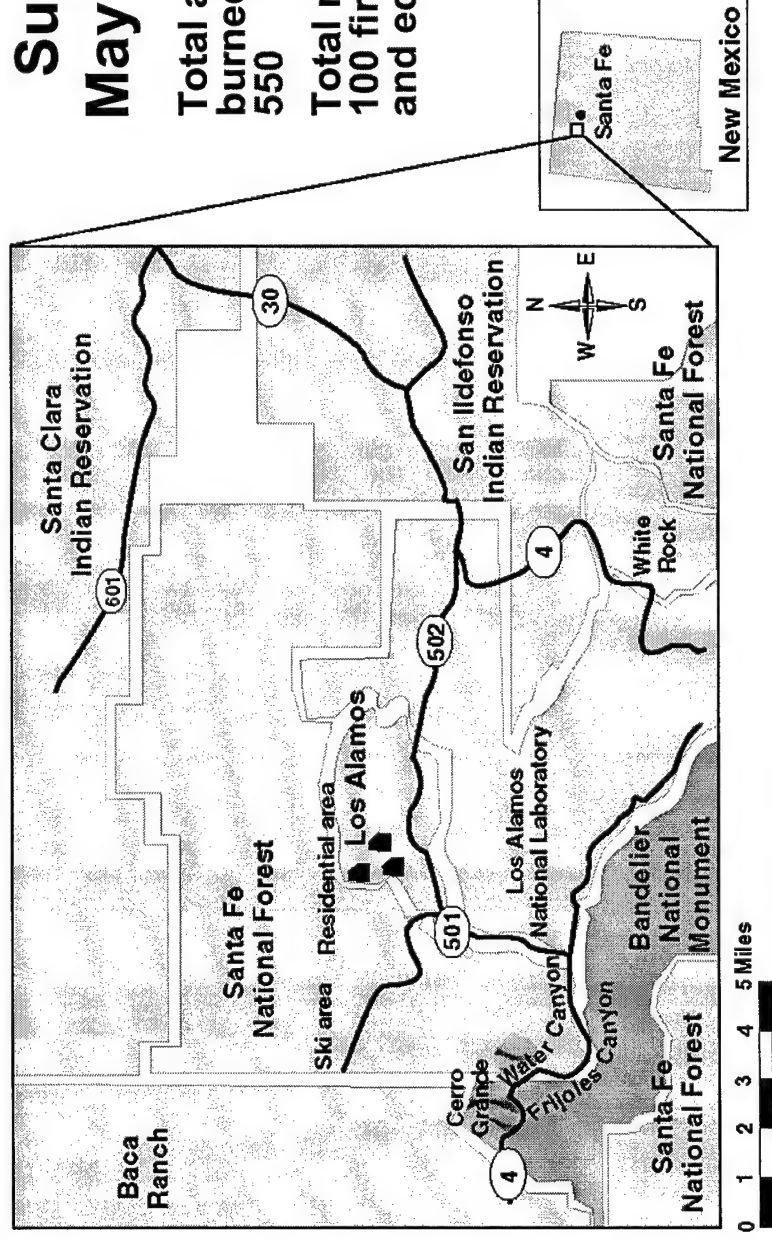 Su
May
Total a
burned
550
Total r
100 fir
and ec
Santa Clara
Indian Reservation
601
30
Baca
Ranch
Santa Fe
National Forest
Ski area
Residential area
Los Alamos
502
501
San Ildefonso
Indian Reservation
N
W
E
S
4
White
Rock
Santa Fe
National Forest
Los Alamos
National Laboratory
Cerro
Grande
Water Canyon
Frijoles Canyon
4
Bandelier
National
Monument
Santa Fe
National Forest
0 1 2 3 4 5 Miles
Santa Fe
New Mexico